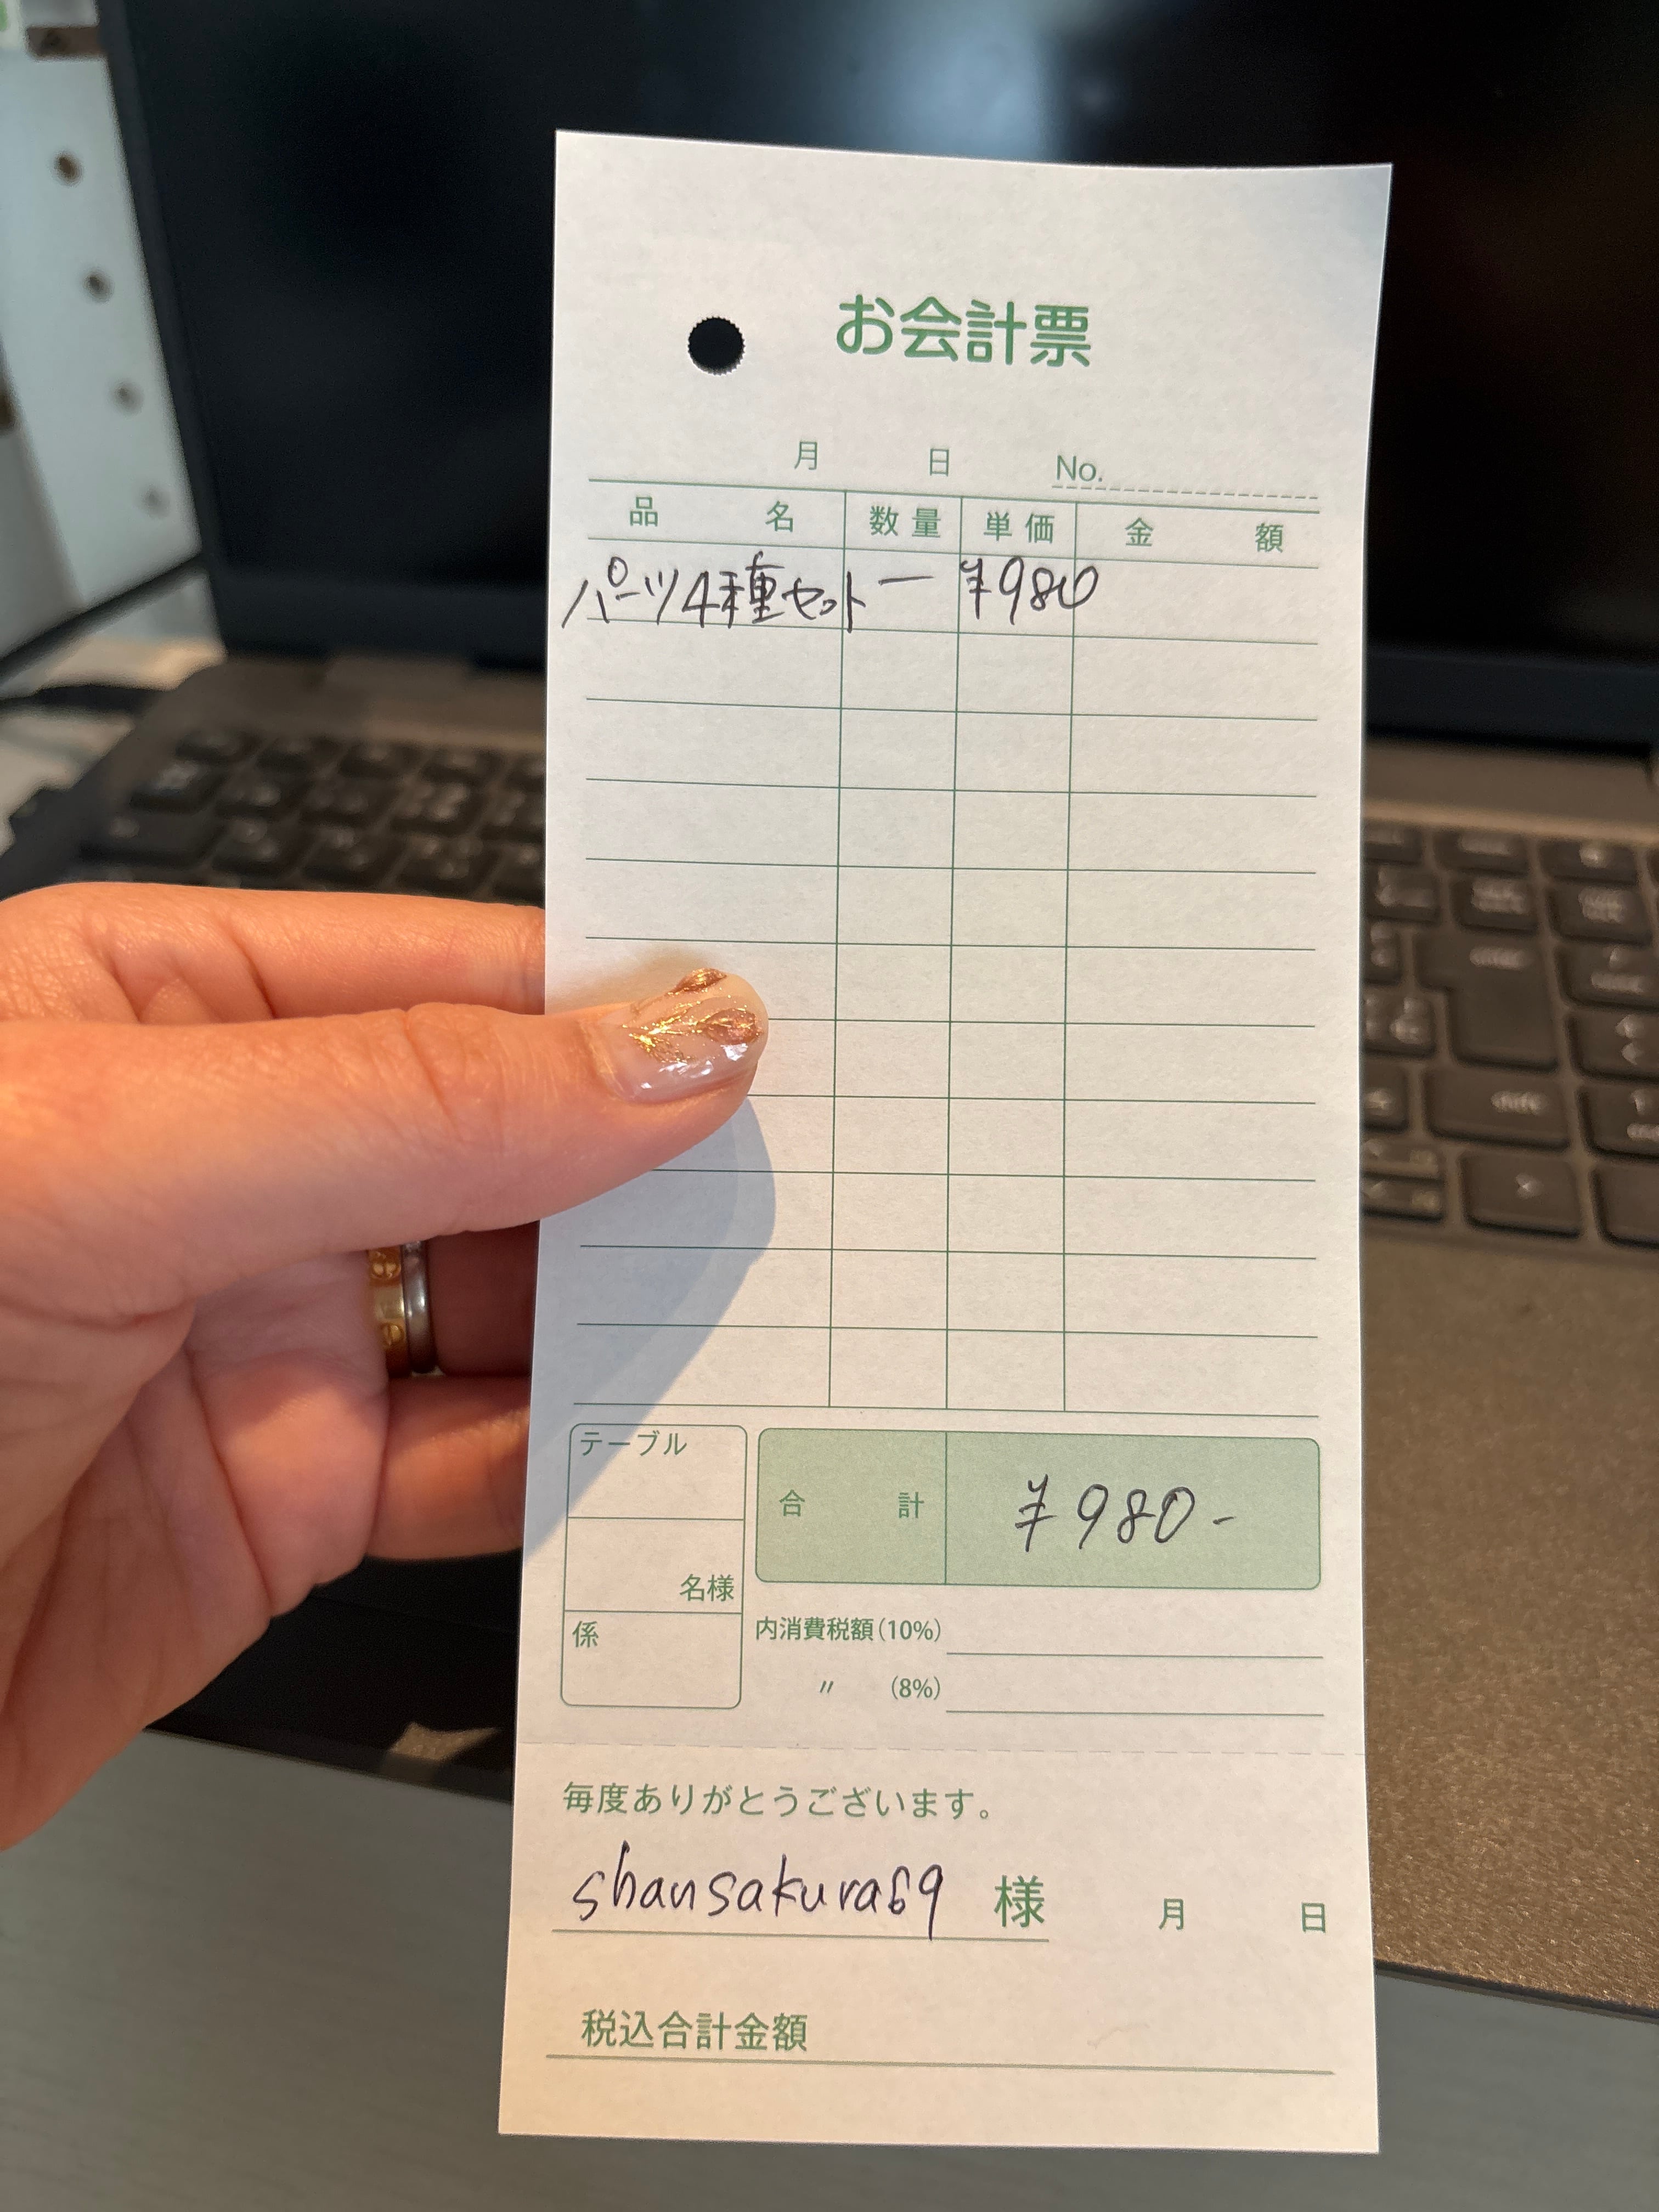 お会計票
月 日 No.
品名 数量 単価 金額
パーツ4種セット 一 ¥980
テーブル
名様
係
合計 ¥980-
内消費税額(10%)
〃 (8%)
毎度ありがとうございます。
shansakura69 様 月 日
税込合計金額